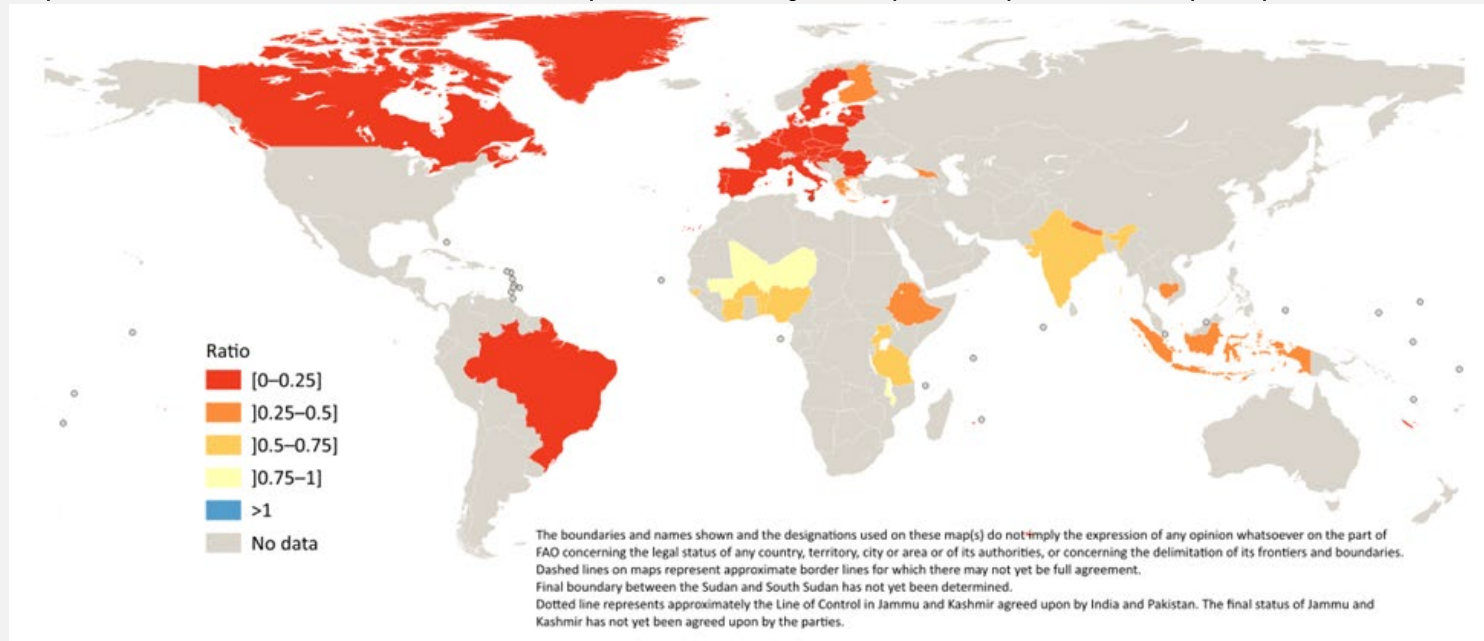 Ratio
[0–0.25]
]0.25–0.5]
]0.5–0.75]
]0.75–1]
>1
No data
The boundaries and names shown and the designations used on these map(s) do not imply the expression of any opinion whatsoever on the part of
FAO concerning the legal status of any country, territory, city or area or of its authorities, or concerning the delimitation of its frontiers and boundaries.
Dashed lines on maps represent approximate border lines for which there may not yet be full agreement.
Final boundary between the Sudan and South Sudan has not yet been determined.
Dotted line represents approximately the Line of Control in Jammu and Kashmir agreed upon by India and Pakistan. The final status of Jammu and
Kashmir has not yet been agreed upon by the parties.